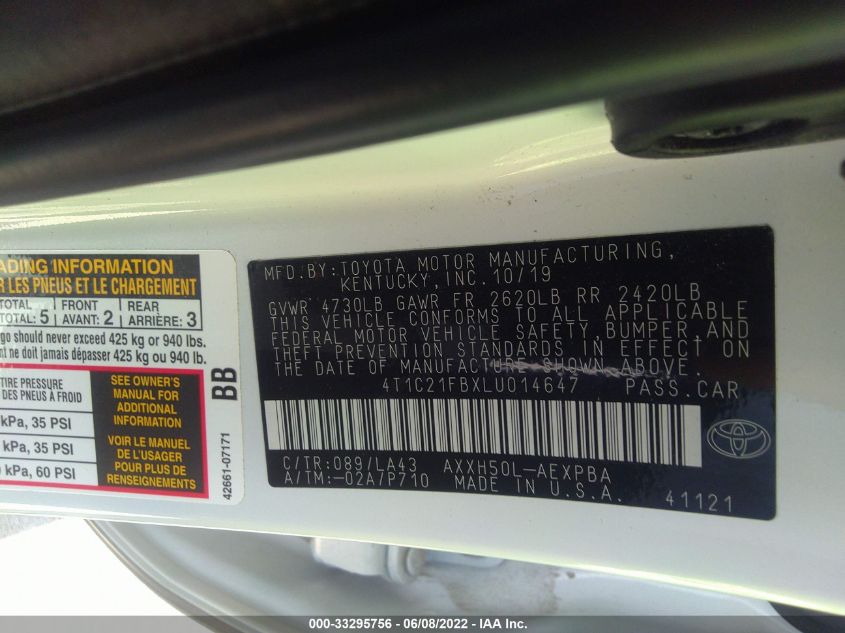 ADING INFORMATION
R LES PNEUS ET LE CHARGEMENT
TOTAL FRONT REAR
TOTAL: 5 AVANT: 2 ARRIÈRE: 3
go should never exceed 425 kg or 940 lbs.
nt ne doit jamais dépasser 425 kg ou 940 lb.
TIRE PRESSURE
DES PNEUS À FROID
kPa, 35 PSI
kPa, 35 PSI
kPa, 60 PSI
SEE OWNER'S
MANUAL FOR
ADDITIONAL
INFORMATION
VOIR LE MANUEL
DE L'USAGER
POUR PLUS DE
RENSEIGNEMENTS
BB
42661-07171
MFD. BY: TOYOTA MOTOR MANUFACTURING,
KENTUCKY, INC. 10/19
GVWR 4730LB GAWR FR 2620LB RR 2420LB
THIS VEHICLE CONFORMS TO ALL APPLICABLE
FEDERAL MOTOR VEHICLE SAFETY, BUMPER, AND
THEFT PREVENTION STANDARDS IN EFFECT ON
THE DATE OF MANUFACTURE SHOWN ABOVE.
4T1C21FBXLU014647 PASS. CAR
C/TR: 089/LA43 AXXH50L-AEXPBA
A/TM: -02A/P710 MADE IN U.S.A.
41121
000-33295756 - 06/08/2022 - IAA Inc.